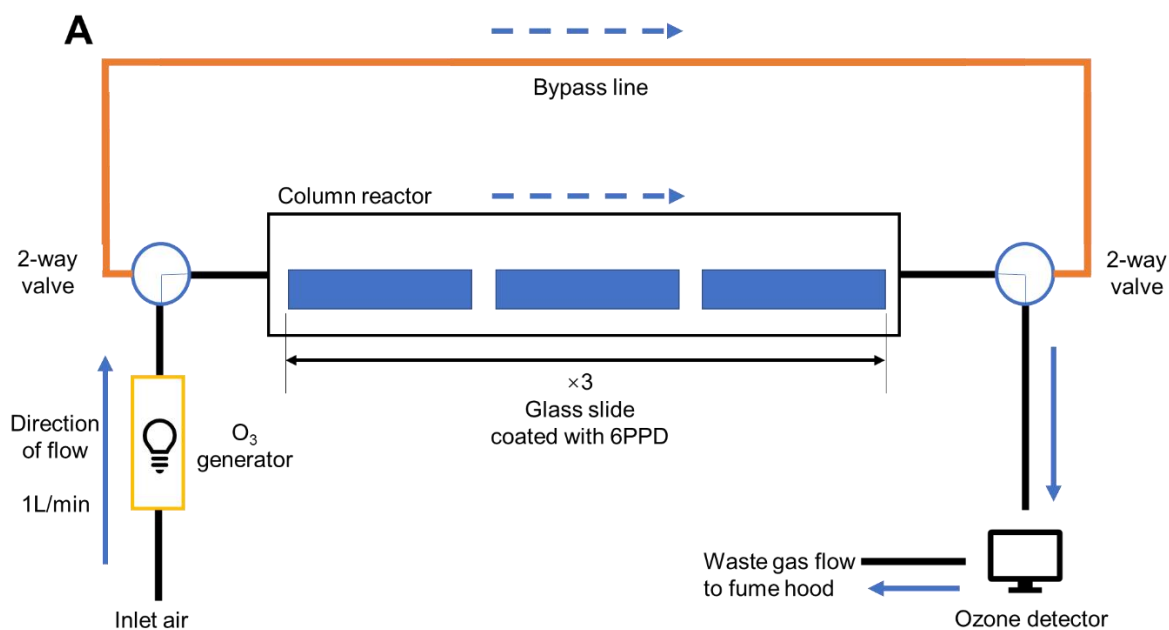 A
Bypass line
Column reactor
2-way
valve
2-way
valve
×3
Glass slide
coated with 6PPD
Direction
of flow
1L/min
O₃
generator
Inlet air
Waste gas flow
to fume hood
Ozone detector